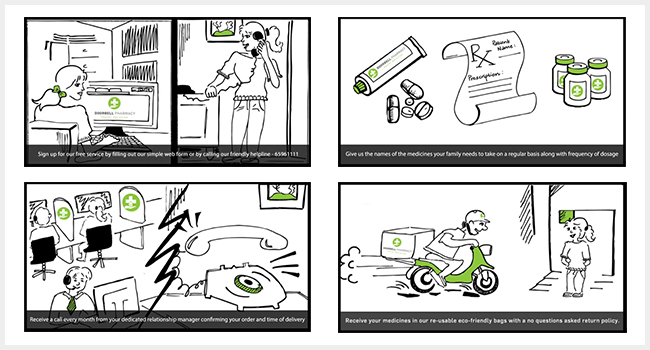 DOORBELL PHARMACY
Sign up for our free service by filling out our simple web form or by calling our friendly helpline - 65961111
Rx
Patient
Name:
Prescription:
Give us the names of the medicines your family needs to take on a regular basis along with frequency of dosage
Receive a call every month from your dedicated relationship manager confirming your order and time of delivery
Receive your medicines in our re-usable eco-friendly bags with a no questions asked return policy.